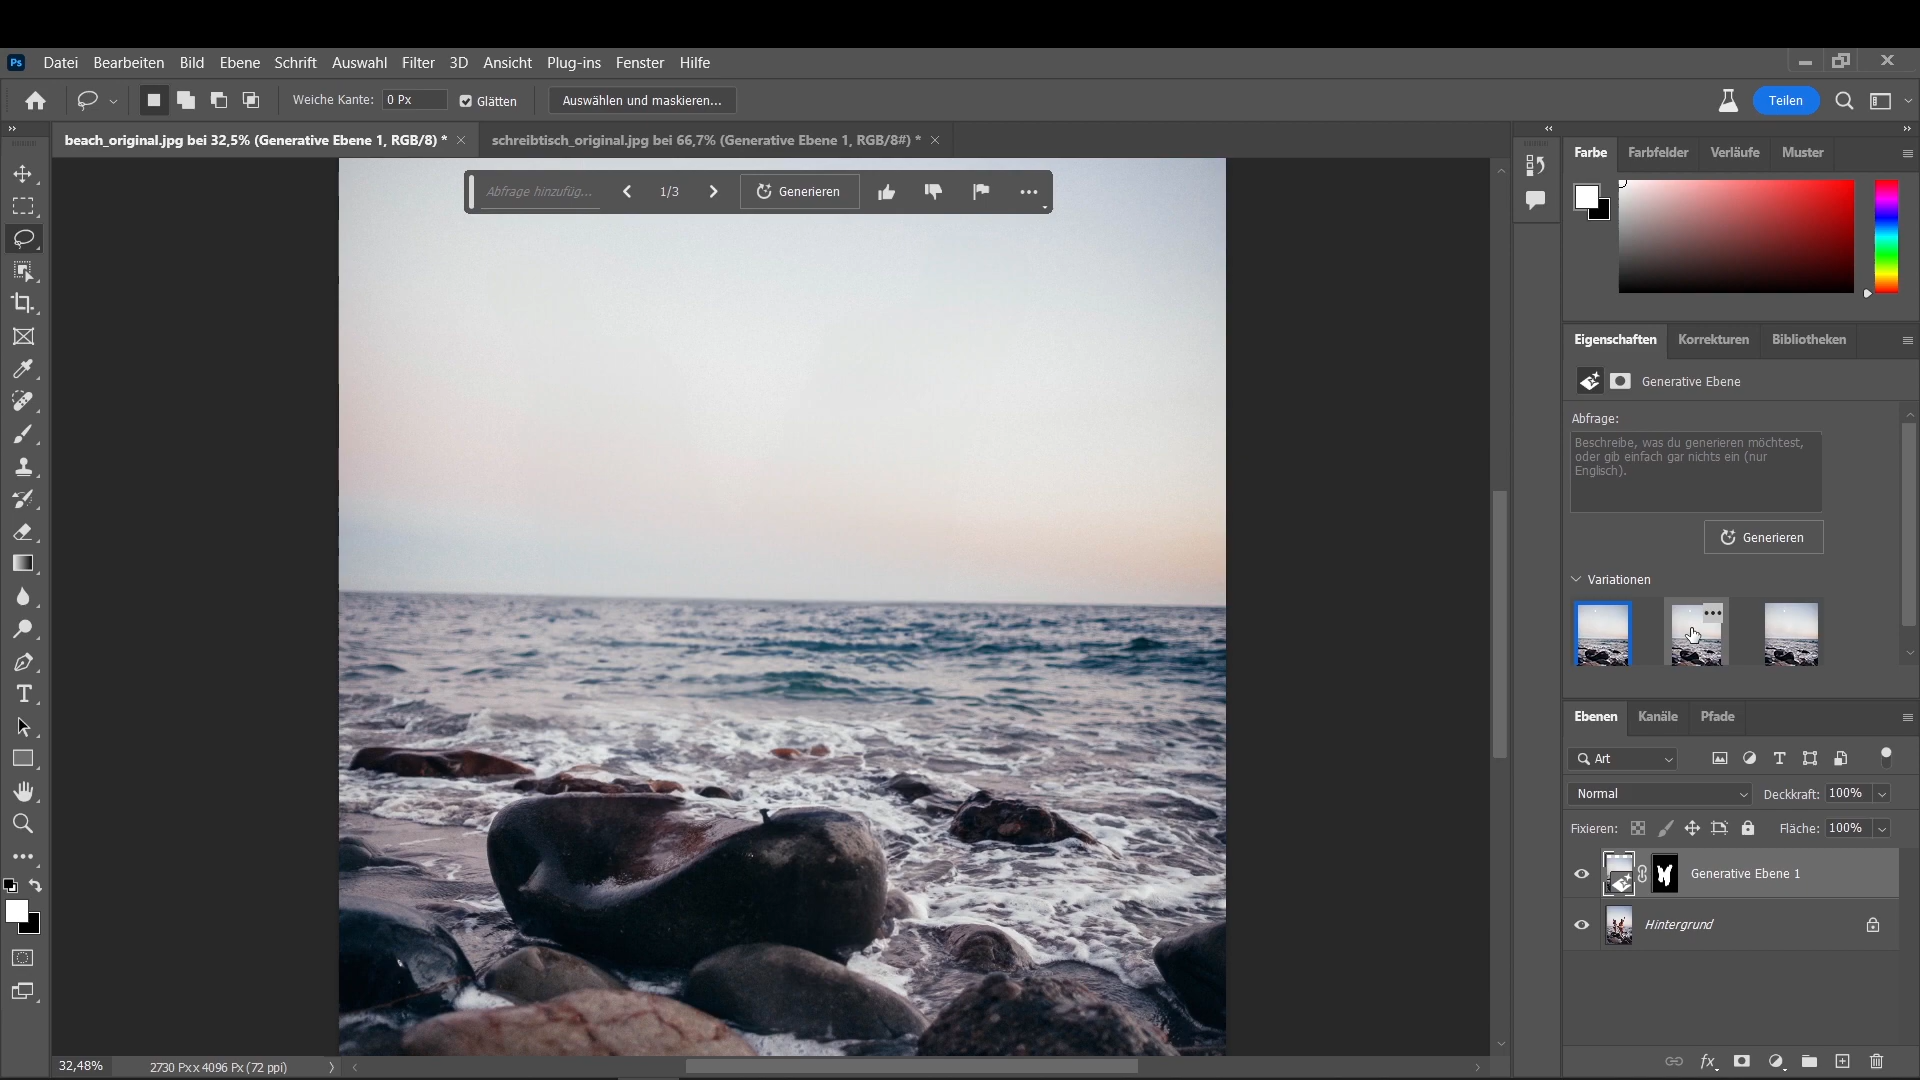 Ps Datei Bearbeiten Bild Ebene Schrift Auswahl Filter 3D Ansicht Plug-ins Fenster Hilfe
Weiche Kante: 0 Px Glätten Auswählen und maskieren... Teilen
beach_original.jpg bei 32,5% (Generative Ebene 1, RGB/8) * schreibtisch_original.jpg bei 66,7% (Generative Ebene 1, RGB/8#) *
Abfrage hinzufüg... 1/3 Generieren
Farbe Farbfelder Verläufe Muster
Eigenschaften Korrekturen Bibliotheken
Generative Ebene
Abfrage:
Beschreibe, was du generieren möchtest,
oder gib einfach gar nichts ein (nur
Englisch).
Generieren
Variationen
Ebenen Kanäle Pfade
Art
Normal Deckkraft: 100%
Fixieren: Fläche: 100%
Generative Ebene 1
Hintergrund
32,48% 2730 Px x 4096 Px (72 ppi)